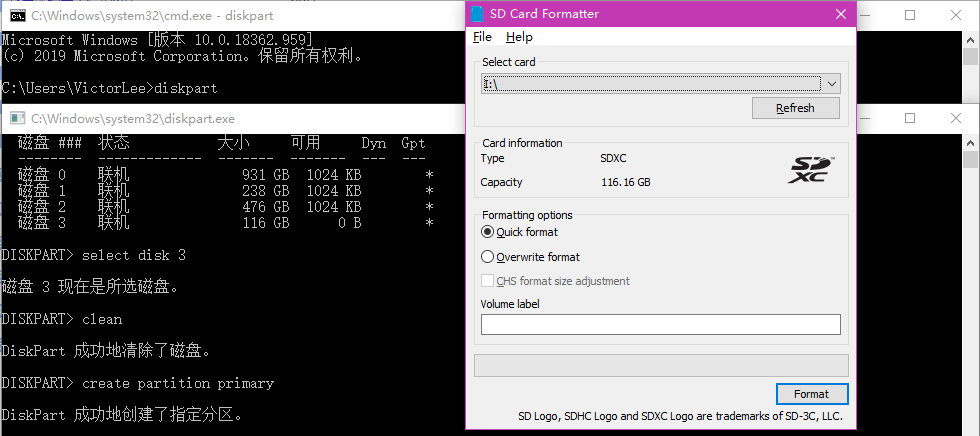 C:\Windows\system32\cmd.exe - diskpart
Microsoft Windows [版本 10.0.18362.959]
(c) 2019 Microsoft Corporation。保留所有权利。
C:\Users\VictorLee>diskpart
C:\Windows\system32\diskpart.exe
磁盘 ### 状态 大小 可用 Dyn Gpt
-------- ------------- ------- ------- --- ---
磁盘 0 联机 931 GB 1024 KB *
磁盘 1 联机 238 GB 1024 KB *
磁盘 2 联机 476 GB 1024 KB *
磁盘 3 联机 116 GB 0 B *
DISKPART> select disk 3
磁盘 3 现在是所选磁盘。
DISKPART> clean
DiskPart 成功地清除了磁盘。
DISKPART> create partition primary
DiskPart 成功地创建了指定分区。
SD Card Formatter
File Help
Select card
I:\
Refresh
Card information
Type SDXC
Capacity 116.16 GB
SD XC
Formatting options
Quick format
Overwrite format
CHS format size adjustment
Volume label
Format
SD Logo, SDHC Logo and SDXC Logo are trademarks of SD-3C, LLC.